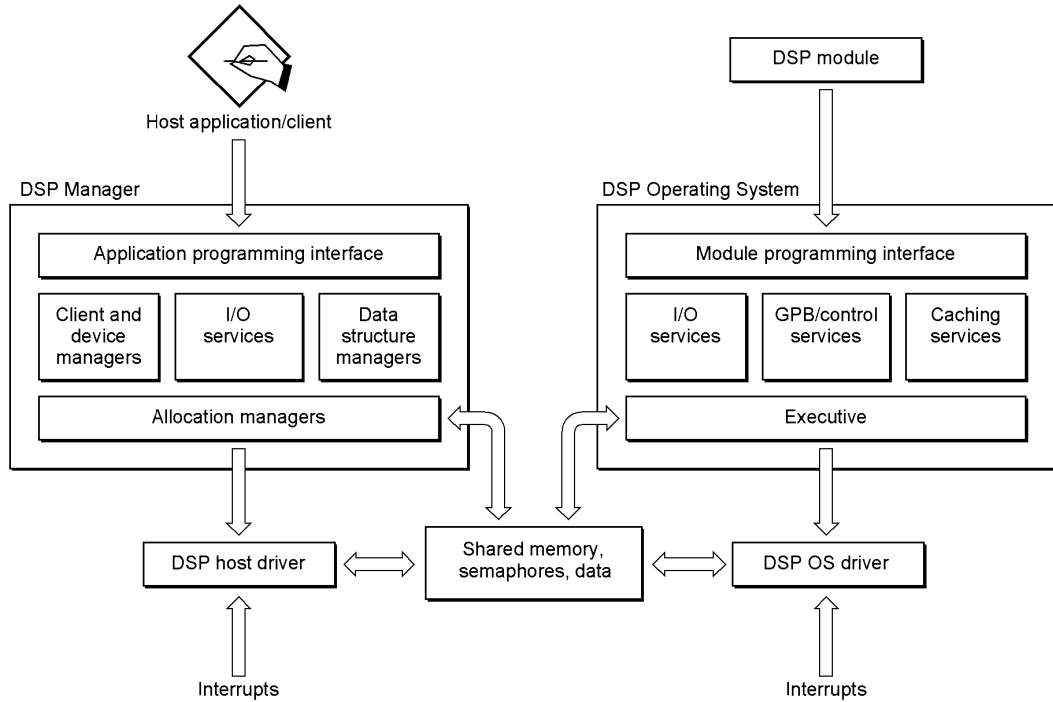 DSP module
Host application/client
DSP Manager
DSP Operating System
Application programming interface
Module programming interface
Client and
device
managers
I/O
services
Data
structure
managers
I/O
services
GPB/control
services
Caching
services
Allocation managers
Executive
DSP host driver
Shared memory,
semaphores, data
DSP OS driver
Interrupts
Interrupts